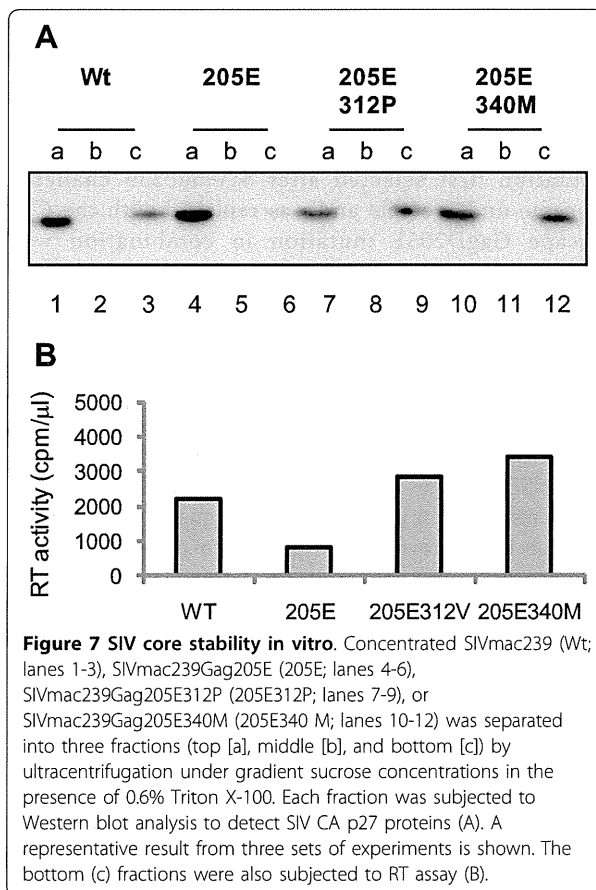 A
Wt 205E 205E 205E
312P 340M
a b c a b c a b c a b c
1 2 3 4 5 6 7 8 9 10 11 12
B
RT activity (cpm/µl)
5000
4000
3000
2000
1000
0
WT 205E 205E312V 205E340M
Figure 7 SIV core stability in vitro. Concentrated SIVmac239 (Wt;
lanes 1-3), SIVmac239Gag205E (205E; lanes 4-6),
SIVmac239Gag205E312P (205E312P; lanes 7-9), or
SIVmac239Gag205E340M (205E340 M; lanes 10-12) was separated
into three fractions (top [a], middle [b], and bottom [c]) by
ultracentrifugation under gradient sucrose concentrations in the
presence of 0.6% Triton X-100. Each fraction was subjected to
Western blot analysis to detect SIV CA p27 proteins (A). A
representative result from three sets of experiments is shown. The
bottom (c) fractions were also subjected to RT assay (B).